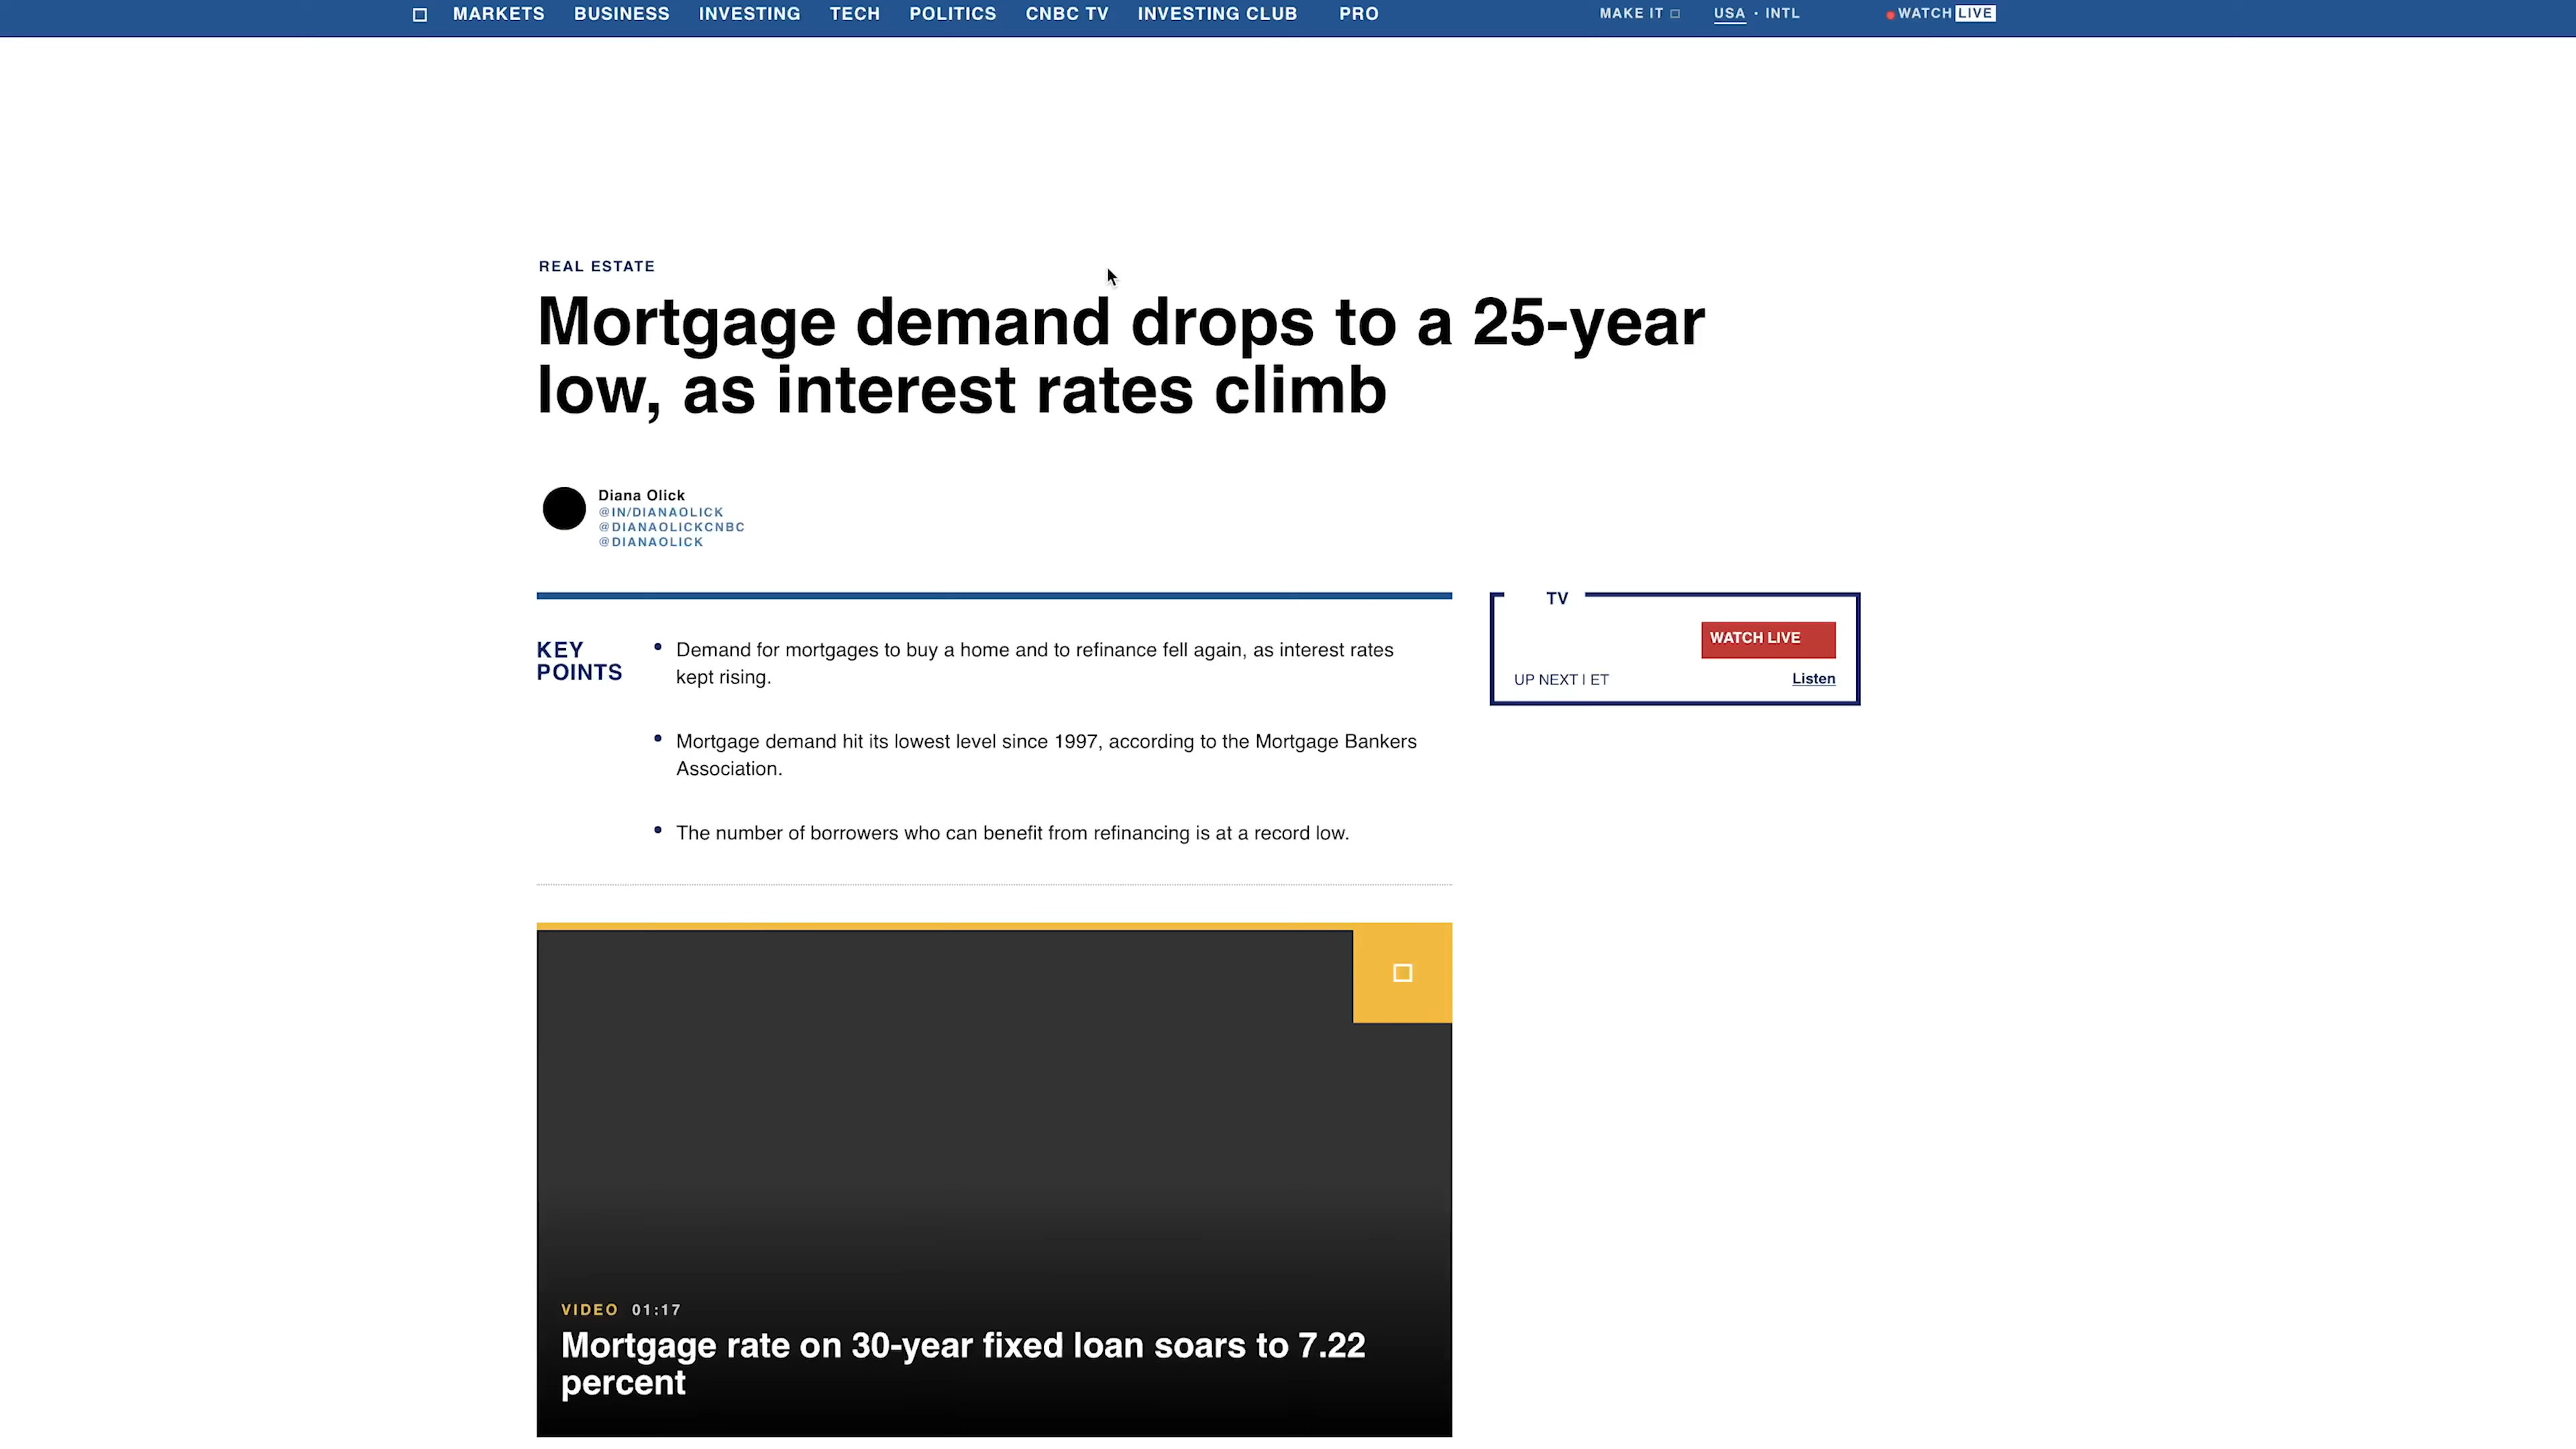 MARKETS BUSINESS INVESTING TECH POLITICS CNBC TV INVESTING CLUB PRO MAKE IT USA · INTL WATCH LIVE
REAL ESTATE
Mortgage demand drops to a 25-year
low, as interest rates climb
Diana Olick
@IN/DIANAOLICK
@DIANAOLICKCNBC
@DIANAOLICK
KEY
POINTS
Demand for mortgages to buy a home and to refinance fell again, as interest rates
kept rising.
Mortgage demand hit its lowest level since 1997, according to the Mortgage Bankers
Association.
The number of borrowers who can benefit from refinancing is at a record low.
TV
WATCH LIVE
UP NEXT | ET
Listen
VIDEO 01:17
Mortgage rate on 30-year fixed loan soars to 7.22
percent